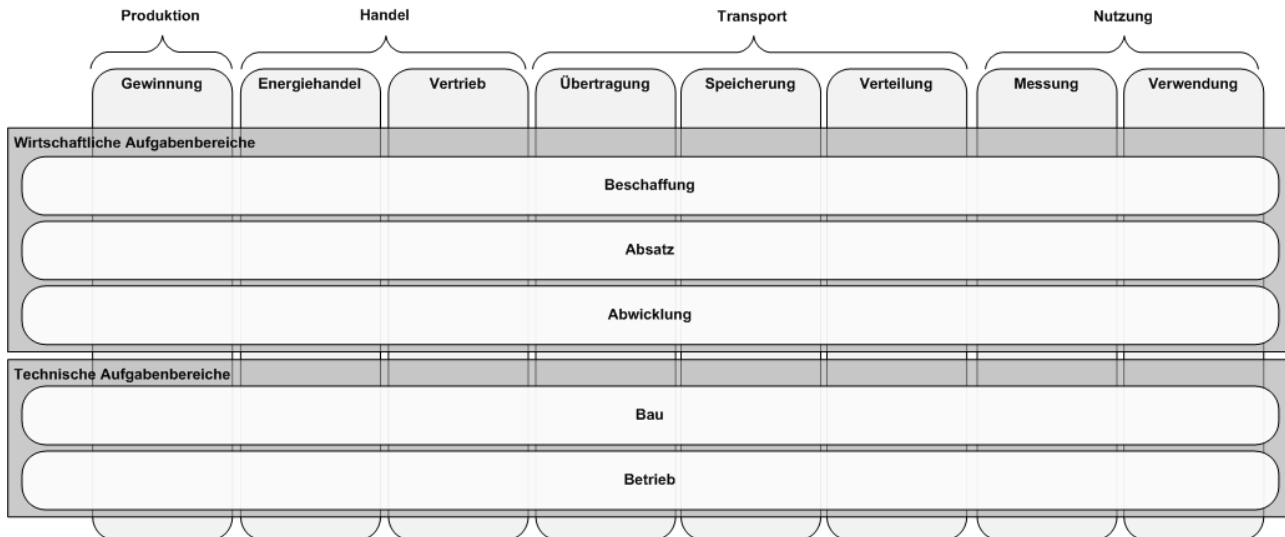 Produktion Handel Transport Nutzung
Gewinnung Energiehandel Vertrieb Übertragung Speicherung Verteilung Messung Verwendung
Wirtschaftliche Aufgabenbereiche
Beschaffung
Absatz
Abwicklung
Technische Aufgabenbereiche
Bau
Betrieb